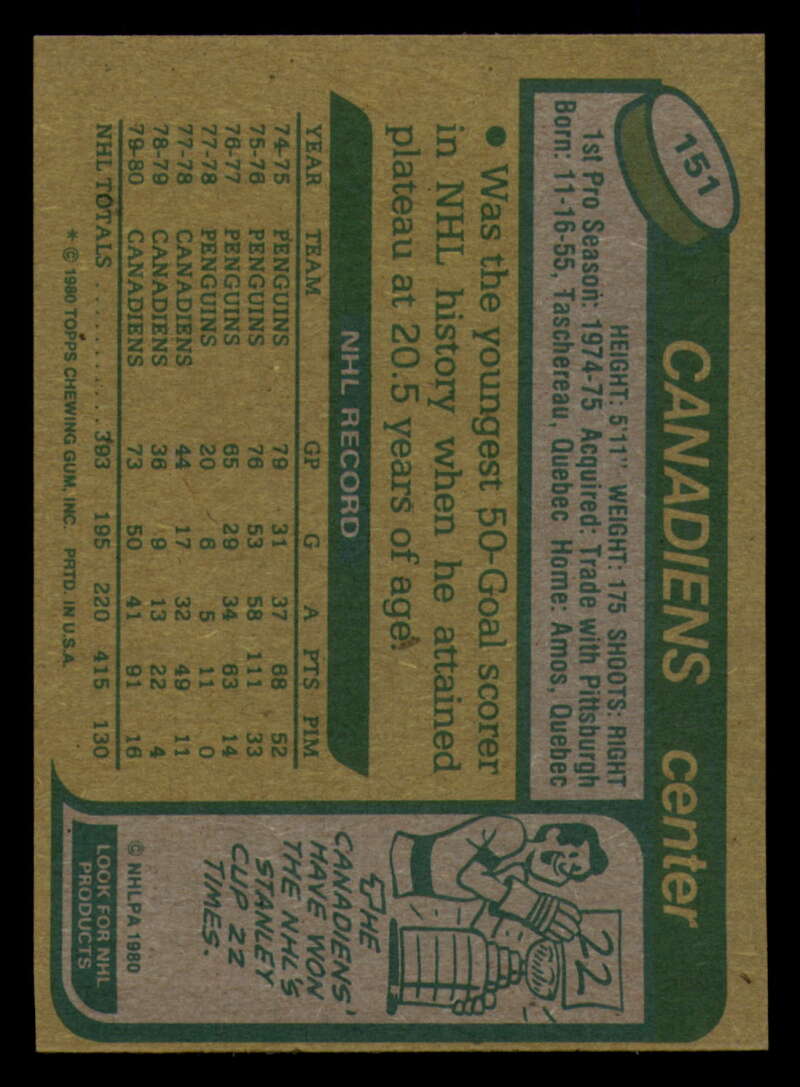 151
CANADIENS center
HEIGHT: 5'11" WEIGHT: 175 SHOOTS: RIGHT
1st Pro Season: 1974-75 Acquired: Trade with Pittsburgh
Born: 11-16-55, Taschereau, Quebec Home: Amos, Quebec
• Was the youngest 50-Goal scorer
in NHL history when he attained
plateau at 20.5 years of age.
NHL RECORD
YEAR TEAM GP G A PTS PIM
74-75 PENGUINS 79 31 37 68 52
75-76 PENGUINS 76 53 58 111 33
76-77 PENGUINS 65 29 34 63 14
77-78 PENGUINS 20 6 5 11 0
77-78 CANADIENS 44 17 32 49 11
78-79 CANADIENS 36 9 13 22 4
79-80 CANADIENS 73 50 41 91 16
NHL TOTALS . . . . . . . . . . . . 393 195 220 415 130
* © 1980 TOPPS CHEWING GUM, INC. PRTD. IN U.S.A.
22
THE
CANADIENS'
HAVE WON
THE NHL'S
STANLEY
CUP 22
TIMES.
© NHLPA 1980
LOOK FOR NHL
PRODUCTS